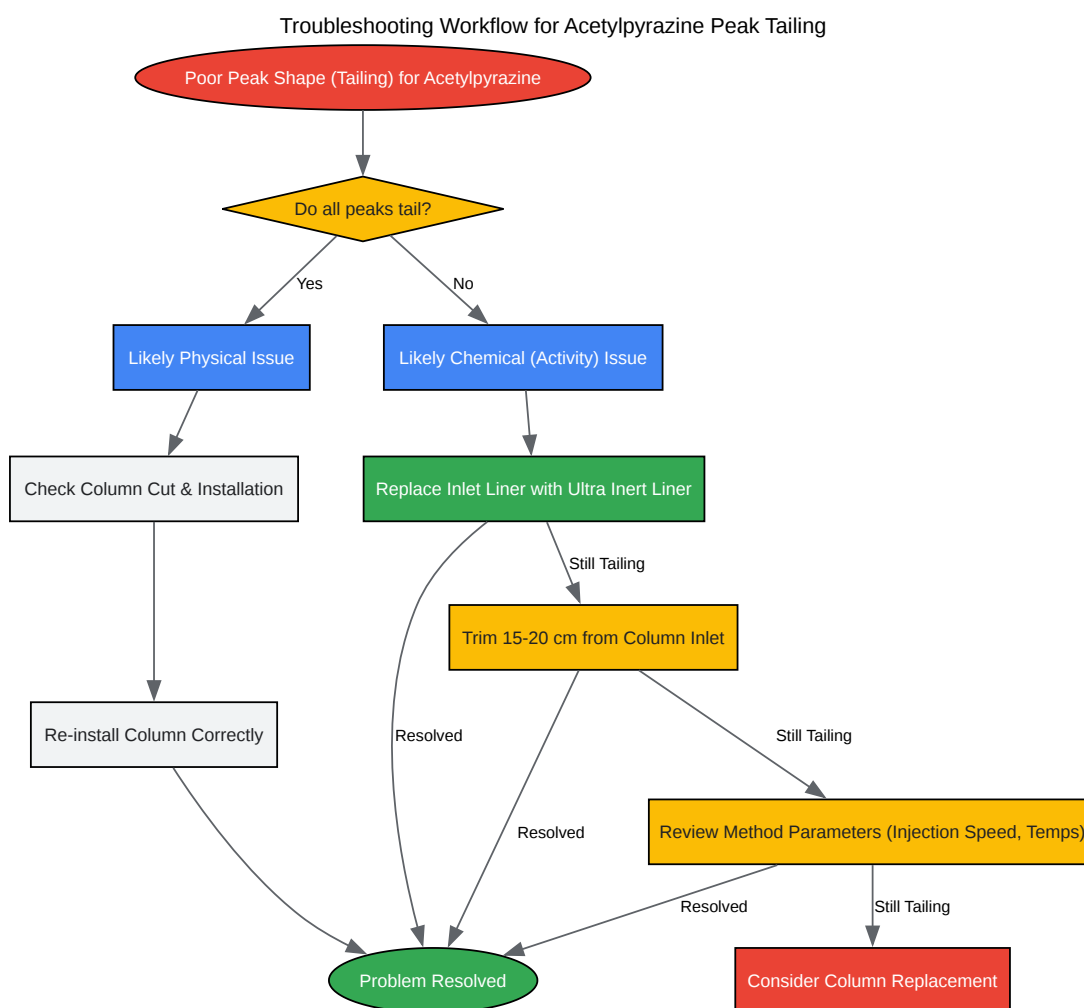 Troubleshooting Workflow for Acetylpyrazine Peak Tailing
Poor Peak Shape (Tailing) for Acetylpyrazine
Do all peaks tail?
Yes
No
Likely Physical Issue
Likely Chemical (Activity) Issue
Check Column Cut & Installation
Replace Inlet Liner with Ultra Inert Liner
Still Tailing
Trim 15-20 cm from Column Inlet
Re-install Column Correctly
Resolved
Still Tailing
Resolved
Review Method Parameters (Injection Speed, Temps)
Resolved
Still Tailing
Problem Resolved
Consider Column Replacement